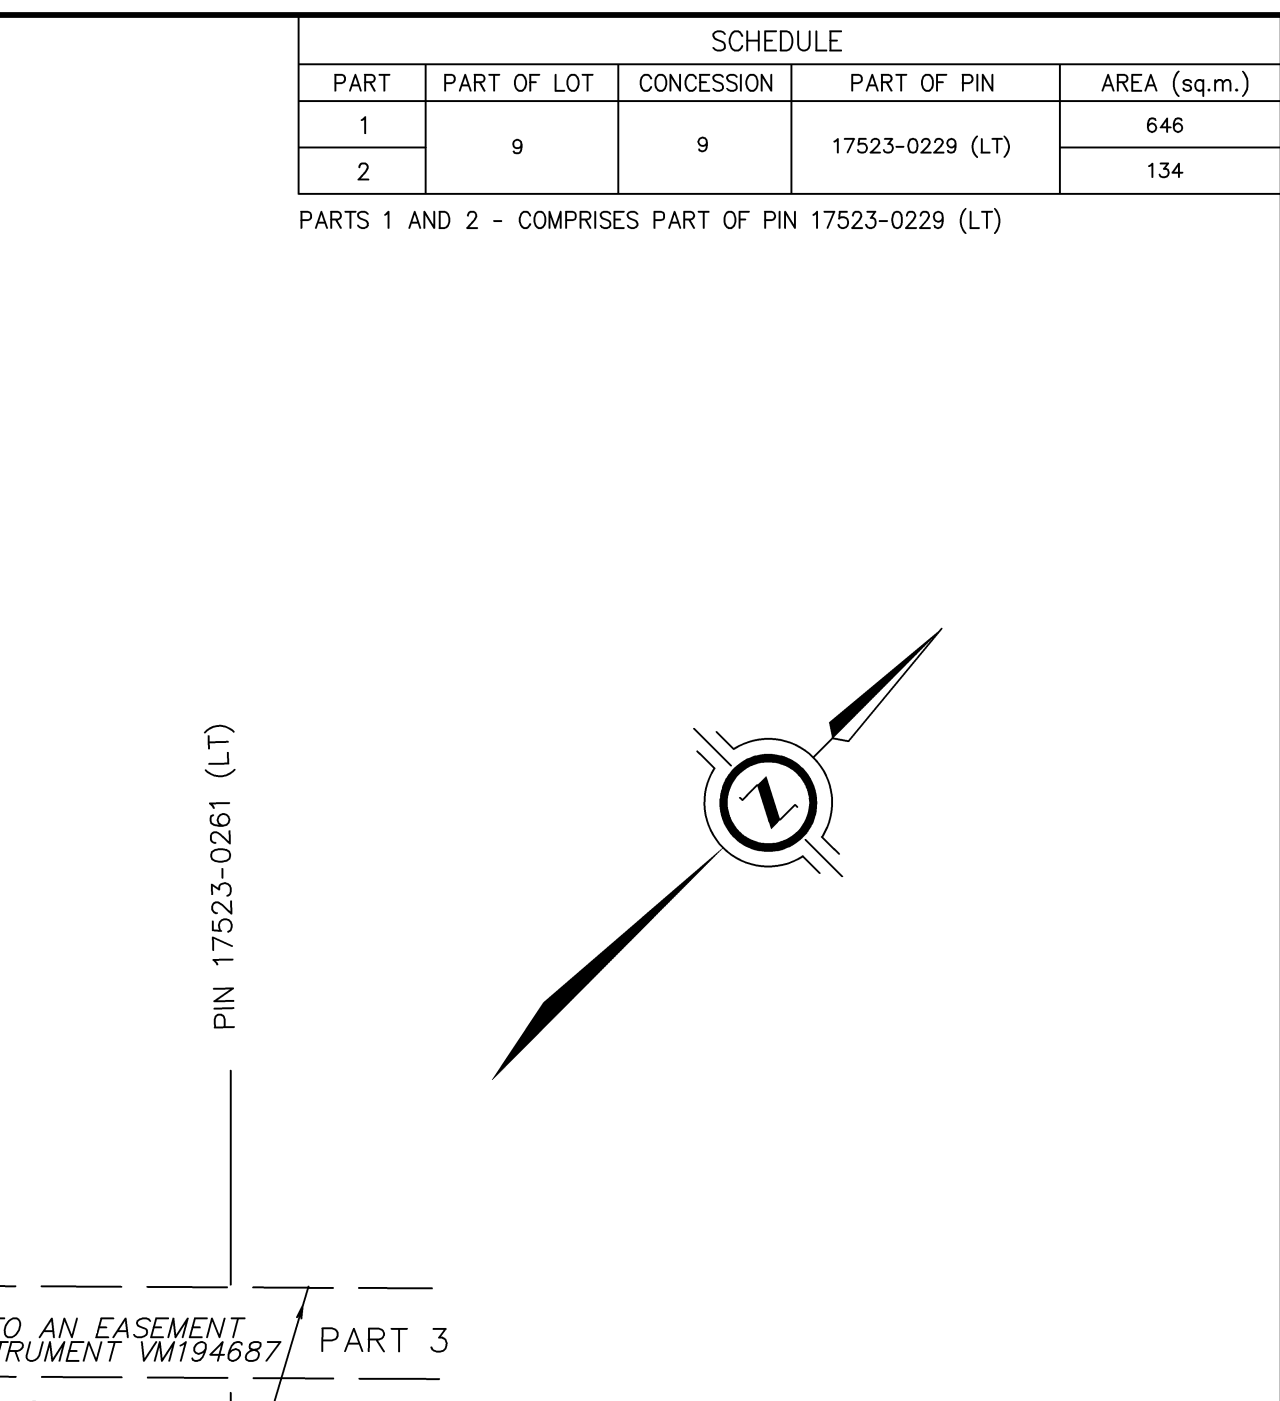 SCHEDULE
PART PART OF LOT CONCESSION PART OF PIN AREA (sq.m.)
1 9 9 17523-0229 (LT) 646
2 134
PARTS 1 AND 2 - COMPRISES PART OF PIN 17523-0229 (LT)
N
PIN 17523-0261 (LT)
TO AN EASEMENT
TRUMENT VM194687
PART 3